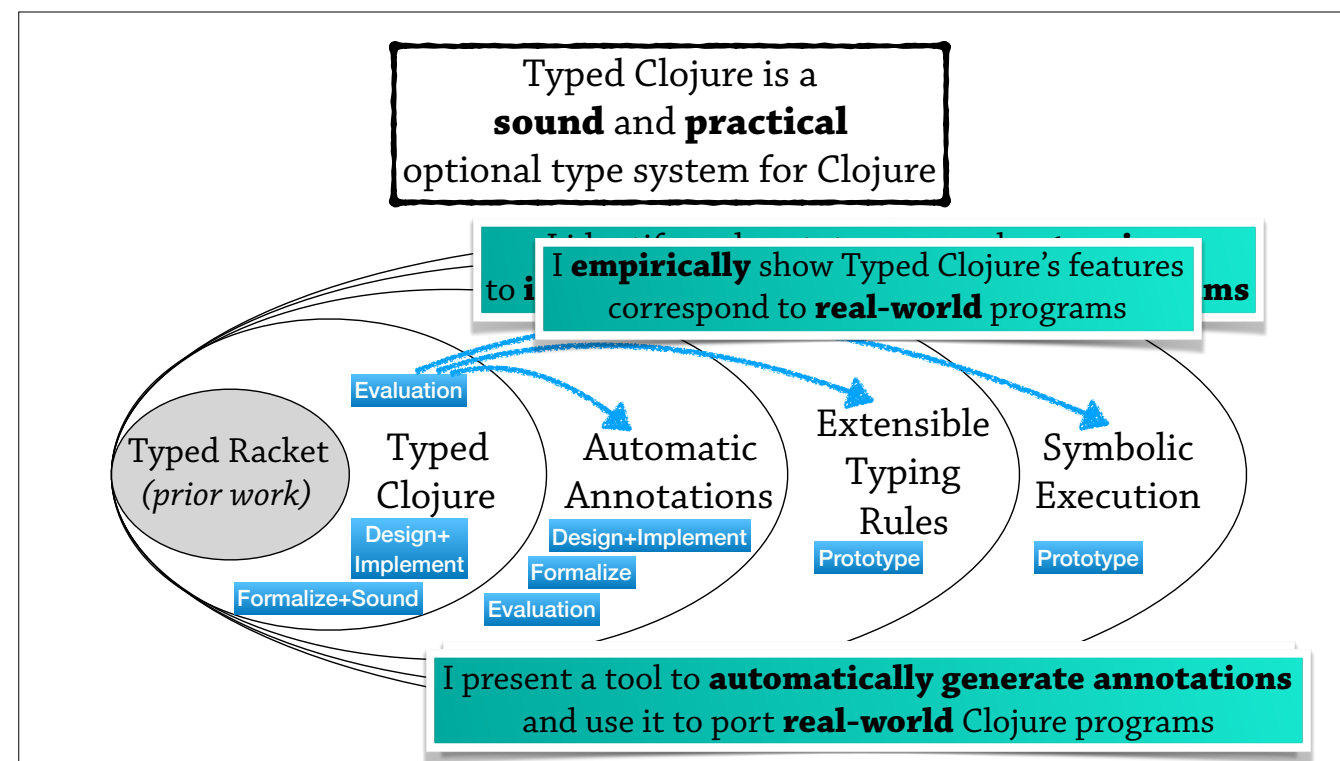 Typed Clojure is a
sound and practical
optional type system for Clojure
I empirically show Typed Clojure's features
to
ms
correspond to real-world programs
Evaluation
Typed Racket
(prior work)
Typed
Clojure
Design+
Implement
Formalize+Sound
Automatic
Annotations
Design+Implement
Formalize
Evaluation
Extensible
Typing
Rules
Prototype
Symbolic
Execution
Prototype
I present a tool to automatically generate annotations
and use it to port real-world Clojure programs